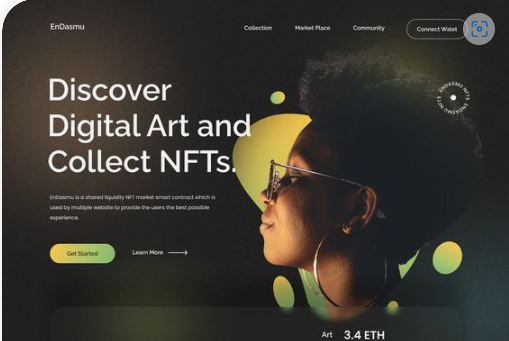 EnDasmu
Collection Market Place Community Connect Walet
Discover
Digital Art and
Collect NFTs.
EnDasmu is a shared liquidity NFT market smart contract which is
used by multiple website to provide the users the best possible
experience.
Get Started Learn More
ENDASMU NFTS ENDASMU NFTS
Art 3.4 ETH